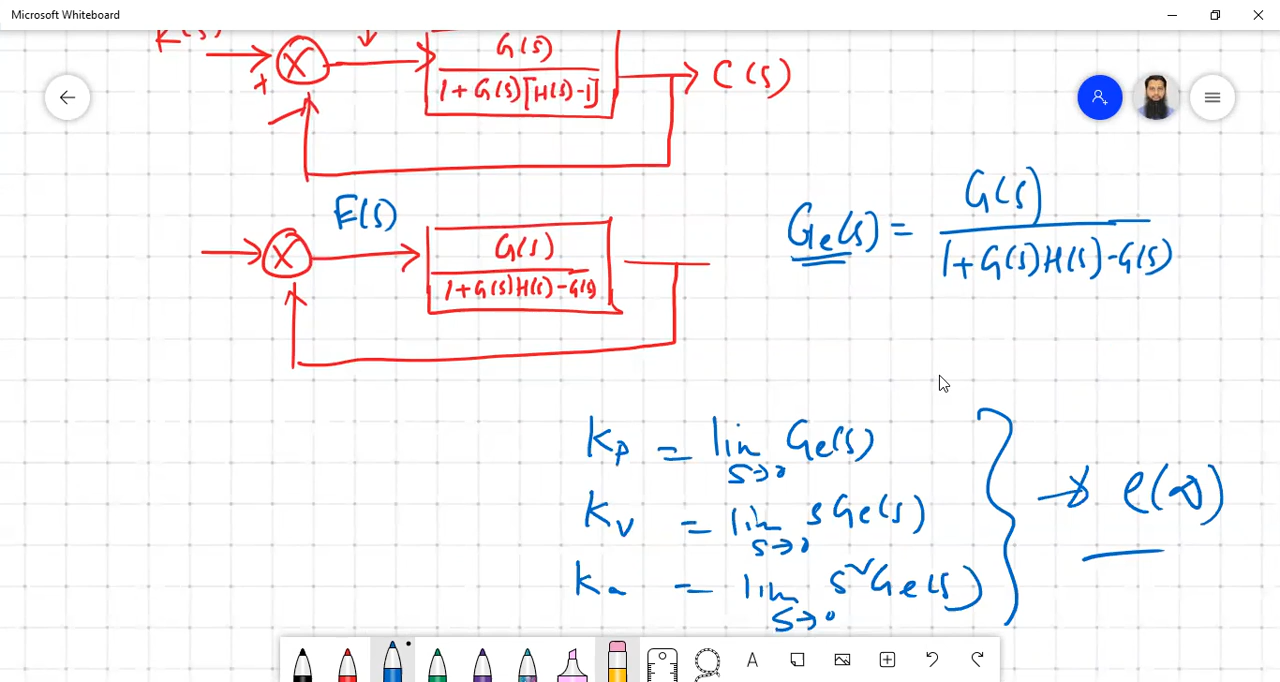 Microsoft Whiteboard
R(s)
+
G(s)
1 + G(s)[H(s)-1]
C(s)
E(s)
G(s)
1 + G(s)H(s) - G(s)
Ge(s) = G(s)
1 + G(s)H(s) - G(s)
Kp = lim Ge(s)
s→0
Kv = lim sGe(s)
s→0
→ e(∞)
Ka = lim s²Ge(s)
s→0
A